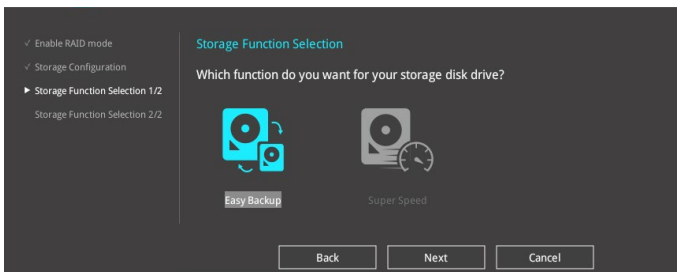 ✓ Enable RAID mode
✓ Storage Configuration
▶ Storage Function Selection 1/2
Storage Function Selection 2/2
Storage Function Selection
Which function do you want for your storage disk drive?
Easy Backup
Super Speed
Back
Next
Cancel